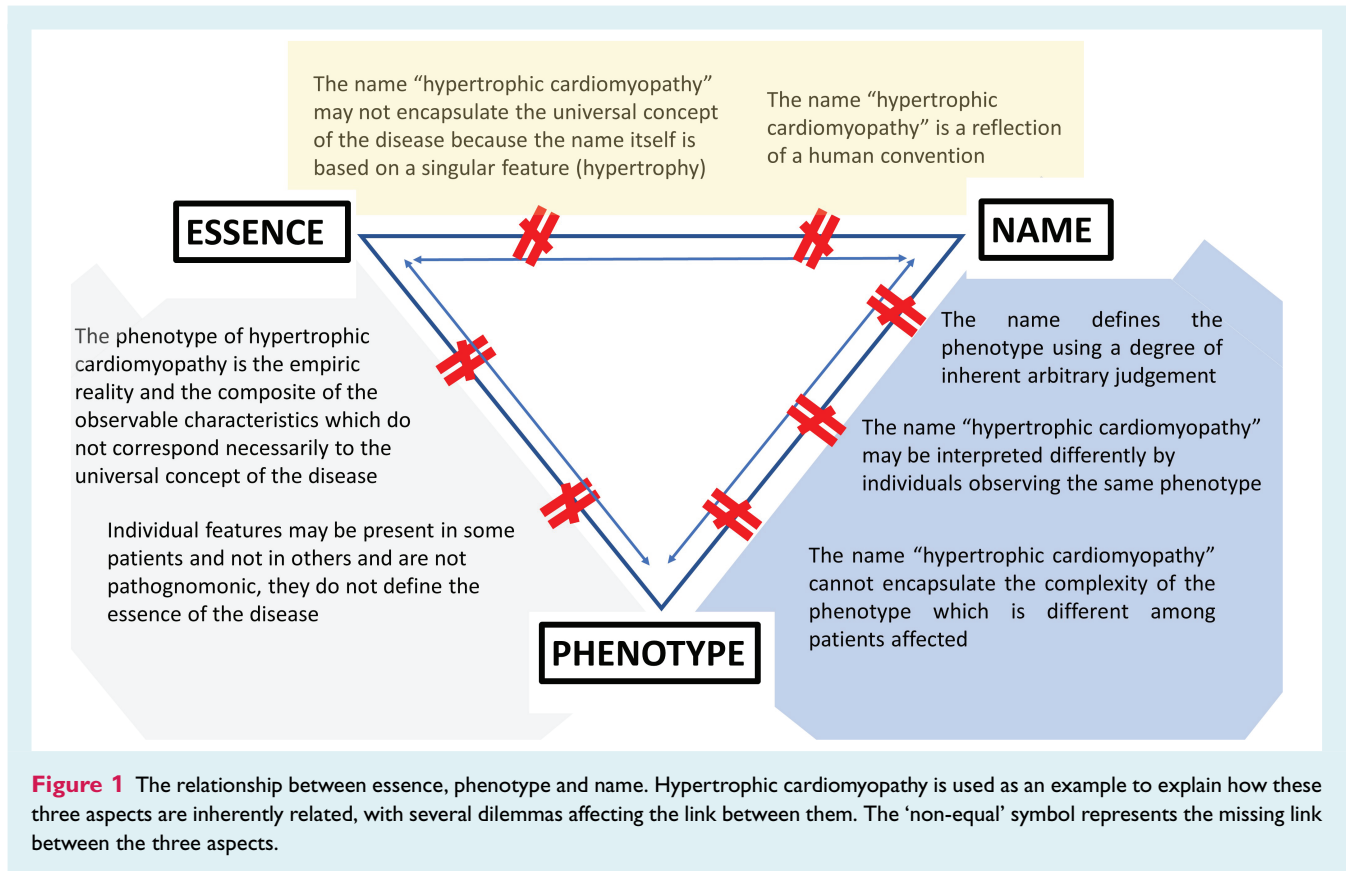 The name “hypertrophic cardiomyopathy”
may not encapsulate the universal concept
of the disease because the name itself is
based on a singular feature (hypertrophy)
The name “hypertrophic
cardiomyopathy” is a reflection
of a human convention
ESSENCE
NAME
The phenotype of hypertrophic
cardiomyopathy is the empiric
reality and the composite of the
observable characteristics which do
not correspond necessarily to the
universal concept of the disease
Individual features may be present in some
patients and not in others and are not
pathognomonic, they do not define the
essence of the disease
The name defines the
phenotype using a degree of
inherent arbitrary judgement
The name “hypertrophic cardiomyopathy”
may be interpreted differently by
individuals observing the same phenotype
The name “hypertrophic cardiomyopathy”
cannot encapsulate the complexity of the
phenotype which is different among
patients affected
PHENOTYPE
Figure 1 The relationship between essence, phenotype and name. Hypertrophic cardiomyopathy is used as an example to explain how these
three aspects are inherently related, with several dilemmas affecting the link between them. The ‘non-equal’ symbol represents the missing link
between the three aspects.